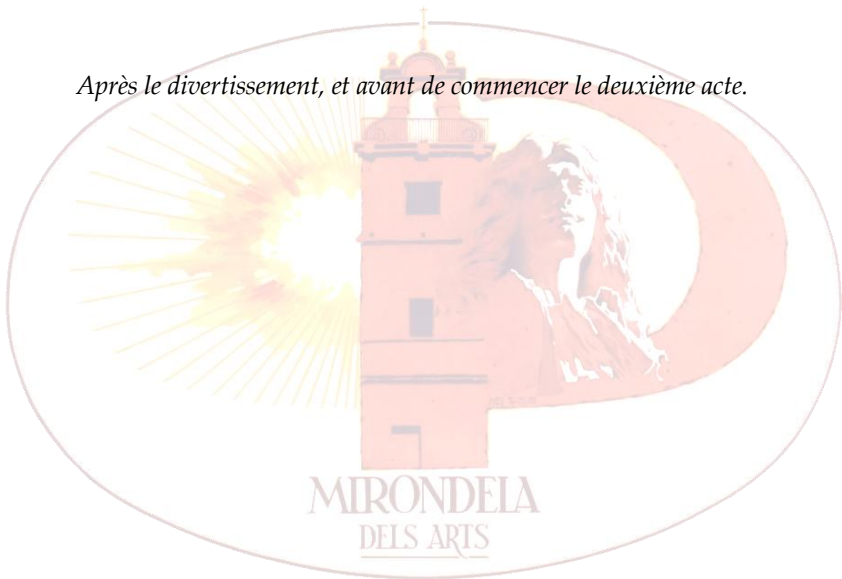 Après le divertissement, et avant de commencer le deuxième acte.
MIRONDELA
DELS ARTS